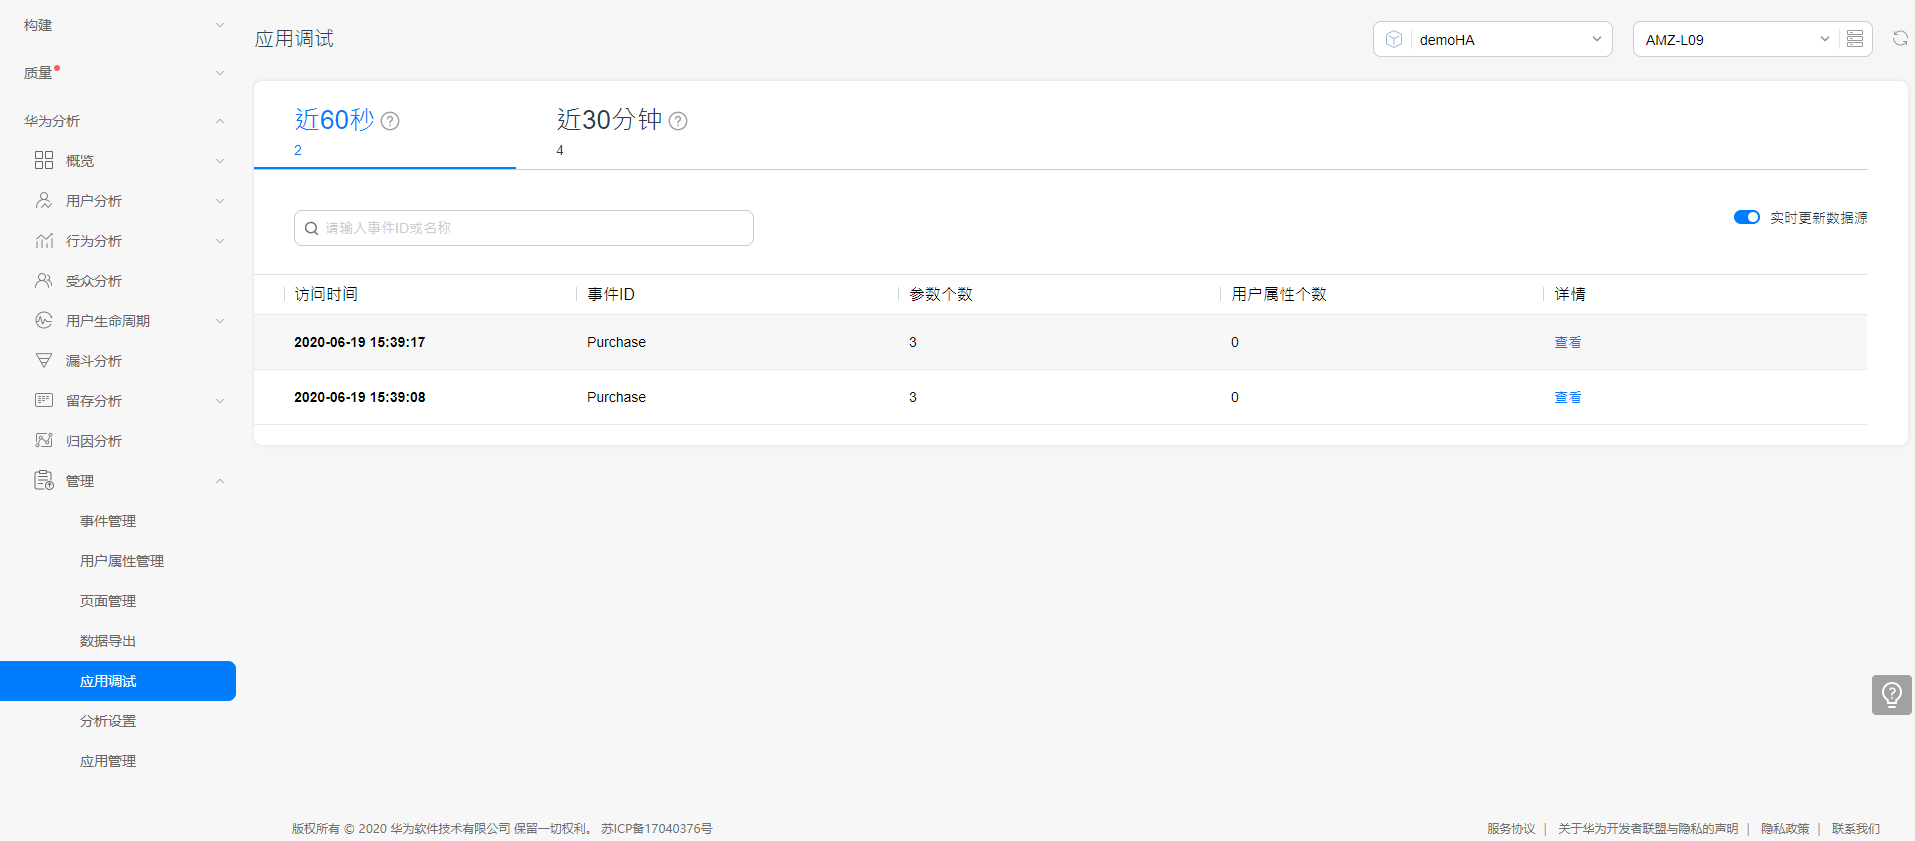 构建
质量
华为分析
概览
用户分析
行为分析
受众分析
用户生命周期
漏斗分析
留存分析
归因分析
管理
事件管理
用户属性管理
页面管理
数据导出
应用调试
分析设置
应用管理
应用调试
demoHA
AMZ-L09
近60秒
2
近30分钟
4
请输入事件ID或名称
实时更新数据源
访问时间 事件ID 参数个数 用户属性个数 详情
2020-06-19 15:39:17 Purchase 3 0 查看
2020-06-19 15:39:08 Purchase 3 0 查看
版权所有 © 2020 华为软件技术有限公司 保留一切权利。 苏ICP备17040376号
服务协议 | 关于华为开发者联盟与隐私的声明 | 隐私政策 | 联系我们